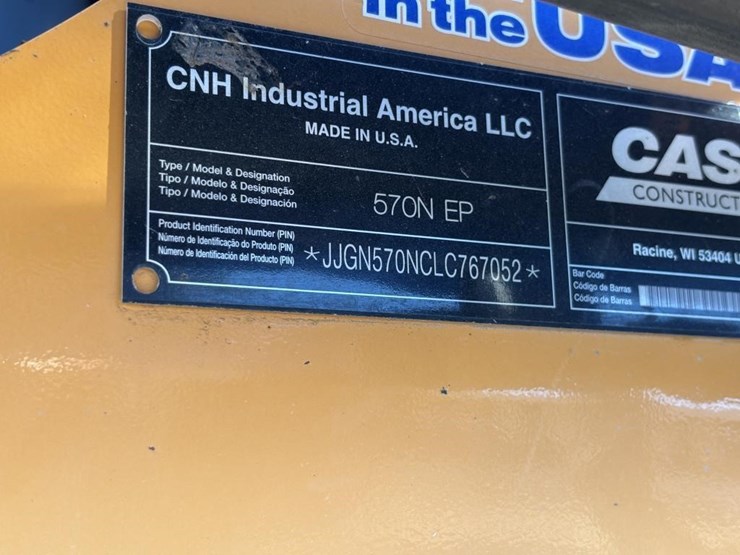 in the USA
CNH Industrial America LLC
MADE IN U.S.A.
Type / Model & Designation
Tipo / Modelo & Designação
Tipo / Modelo & Designación
570N EP
Product Identification Number (PIN)
Número de Identificação do Produto (PIN)
Número de Identificación del Producto (PIN)
*JJGN570NCLC767052*
CAS
CONSTRUCT
Racine, WI 53404 U
Bar Code
Código de Barras
Código de Barras